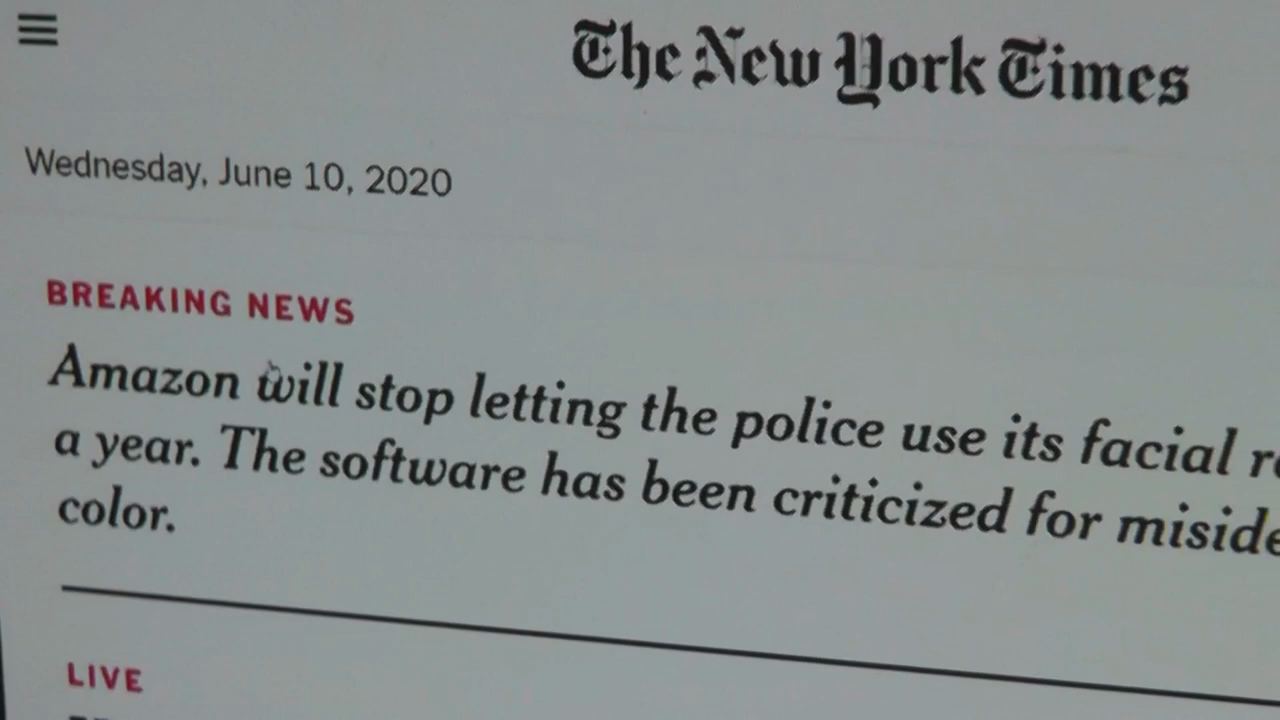 The New York Times
Wednesday, June 10, 2020
BREAKING NEWS
Amazon will stop letting the police use its facial
a year. The software has been criticized for
color.
LIVE